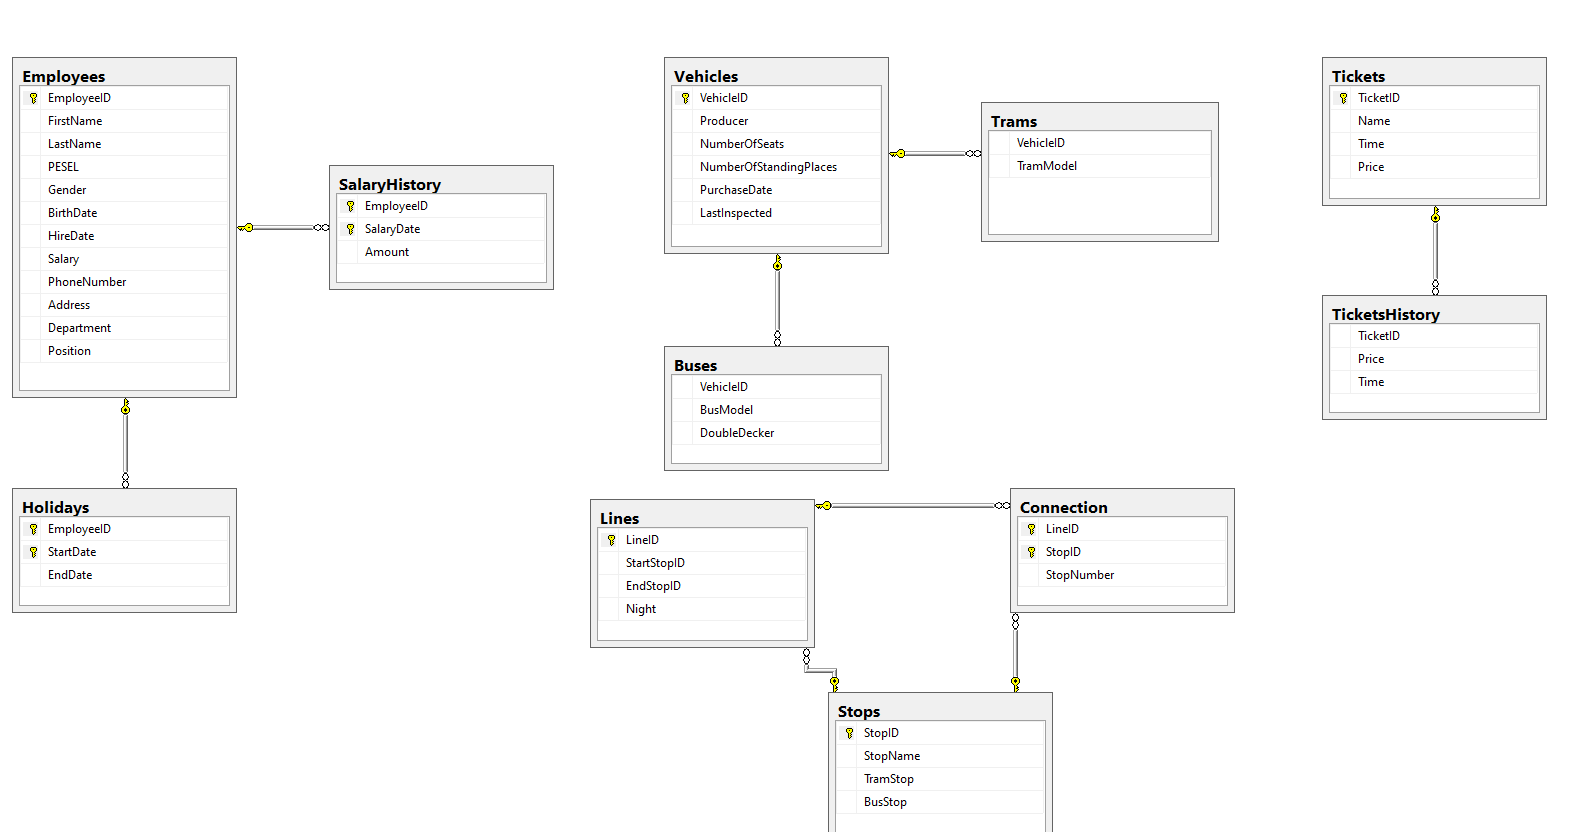 Employees
EmployeeID
FirstName
LastName
PESEL
Gender
BirthDate
HireDate
Salary
PhoneNumber
Address
Department
Position
SalaryHistory
EmployeeID
SalaryDate
Amount
Holidays
EmployeeID
StartDate
EndDate
Vehicles
VehicleID
Producer
NumberOfSeats
NumberOfStandingPlaces
PurchaseDate
LastInspected
Trams
VehicleID
TramModel
Buses
VehicleID
BusModel
DoubleDecker
Tickets
TicketID
Name
Time
Price
TicketsHistory
TicketID
Price
Time
Lines
LineID
StartStopID
EndStopID
Night
Connection
LineID
StopID
StopNumber
Stops
StopID
StopName
TramStop
BusStop